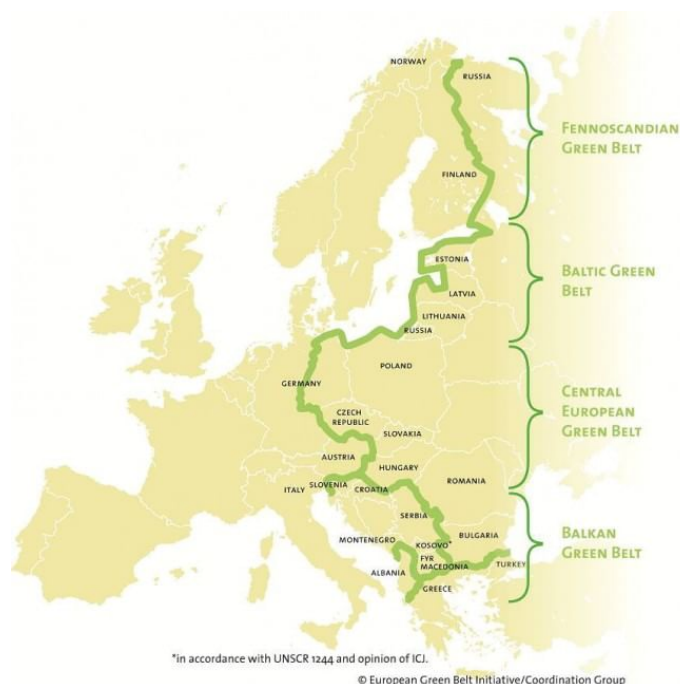 NORWAY
RUSSIA
FENNOSCANDIAN
GREEN BELT
FINLAND
ESTONIA
BALTIC GREEN
BELT
LATVIA
LITHUANIA
RUSSIA
POLAND
GERMANY
CENTRAL
EUROPEAN
GREEN BELT
CZECH
REPUBLIC
SLOVAKIA
AUSTRIA
HUNGARY
ITALY
SLOVENIA
CROATIA
ROMANIA
SERBIA
BALKAN
GREEN BELT
MONTENEGRO
KOSOVO*
BULGARIA
FYR
MACEDONIA
TURKEY
ALBANIA
GREECE
*in accordance with UNSCR 1244 and opinion of ICJ.
© European Green Belt Initiative/Coordination Group